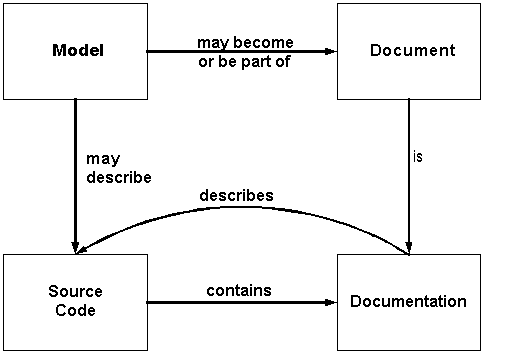 Model
may become
or be part of
Document
may
describe
is
describes
Source
Code
contains
Documentation